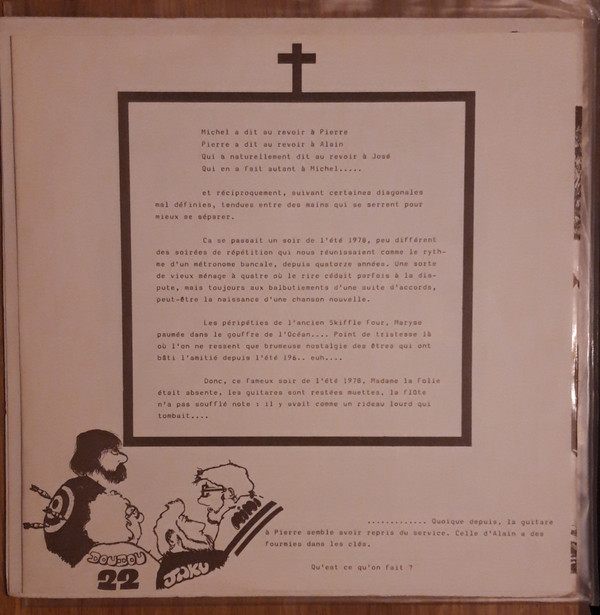 Michel a dit au revoir à Pierre
Pierre a dit au revoir à Alain
Qui a naturellement dit au revoir à José
Qui en a fait autant à Michel.....
et réciproquement, suivant certaines diagonales
mal définies, tendues entre des mains qui se serrent pour
mieux se séparer.
Ca se passait un soir de l'été 1978, peu différent
des soirées de répétition qui nous réunissaient comme le ryth-
me d'un métronome bancale, depuis quatorze années. Une sorte
de vieux ménage à quatre où le rire cédait parfois à la dis-
pute, mais toujours aux balbutiements d'une suite d'accords,
peut-être la naissance d'une chanson nouvelle.
Les péripéties de l'ancien Skiffle Four, Maryse
paumée dans le gouffre de l'Océan.... Point de tristesse là
où l'on ne ressent que brumeuse nostalgie des êtres qui ont
bâti l'amitié depuis l'été 196.. euh....
Donc, ce fameux soir de l'été 1978, Madame la Folie
était absente, les guitares sont restées muettes, la flûte
n'a pas soufflé note : il y avait comme un rideau lourd qui
tombait....
............ Quoique depuis, la guitare
à Pierre semble avoir repris du service. Celle d'Alain a des
fourmies dans les clés.
Qu'est ce qu'on fait ?
MIMI
BOUBOU
22
JAKU